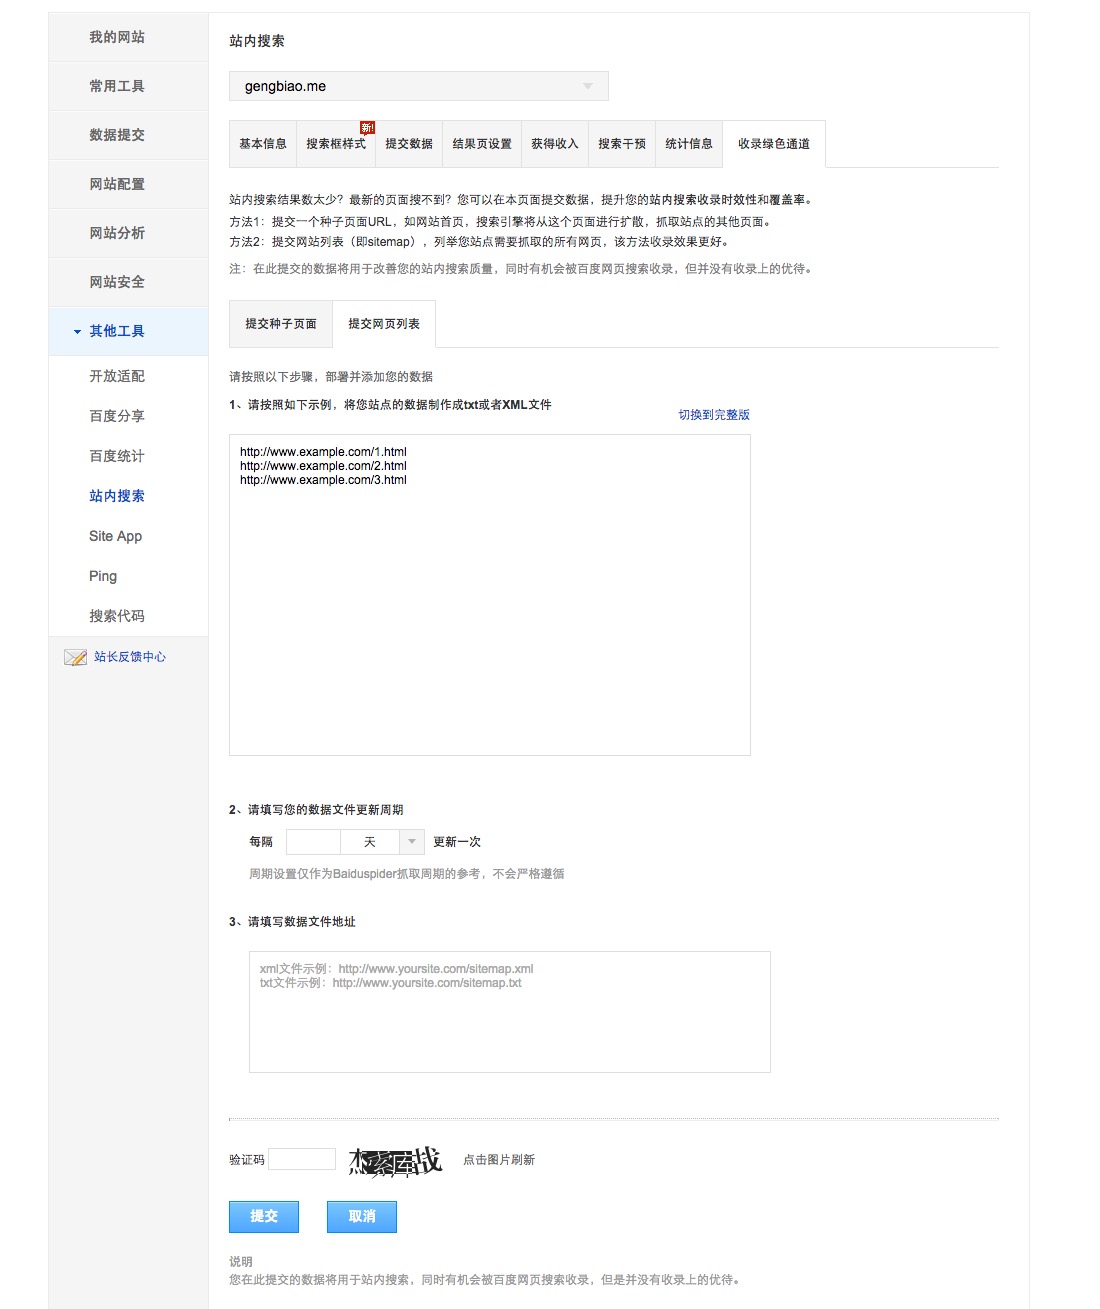 我的网站
常用工具
数据提交
网站配置
网站分析
网站安全
其他工具
开放适配
百度分享
百度统计
站内搜索
Site App
Ping
搜索代码
站长反馈中心
站内搜索
gengbiao.me
新!
基本信息 搜索框样式 提交数据 结果页设置 获得收入 搜索干预 统计信息 收录绿色通道
站内搜索结果数太少？最新的页面搜不到？您可以在本页面提交数据，提升您的站内搜索收录时效性和覆盖率。
方法1：提交一个种子页面URL，如网站首页，搜索引擎将从这个页面进行扩散，抓取站点的其他页面。
方法2：提交网站列表（即sitemap），列举您站点需要抓取的所有网页，该方法收录效果更好。
注：在此提交的数据将用于改善您的站内搜索质量，同时有机会被百度网页搜索收录，但并没有收录上的优待。
提交种子页面 提交网页列表
请按照以下步骤，部署并添加您的数据
1、请按照如下示例，将您站点的数据制作成txt或者XML文件
切换到完整版
http://www.example.com/1.html
http://www.example.com/2.html
http://www.example.com/3.html
2、请填写您的数据文件更新周期
每隔 天 更新一次
周期设置仅作为Baiduspider抓取周期的参考，不会严格遵循
3、请填写数据文件地址
xml文件示例：http://www.yoursite.com/sitemap.xml
txt文件示例：http://www.yoursite.com/sitemap.txt
验证码 点击图片刷新
提交 取消
说明
您在此提交的数据将用于站内搜索，同时有机会被百度网页搜索收录，但是并没有收录上的优待。